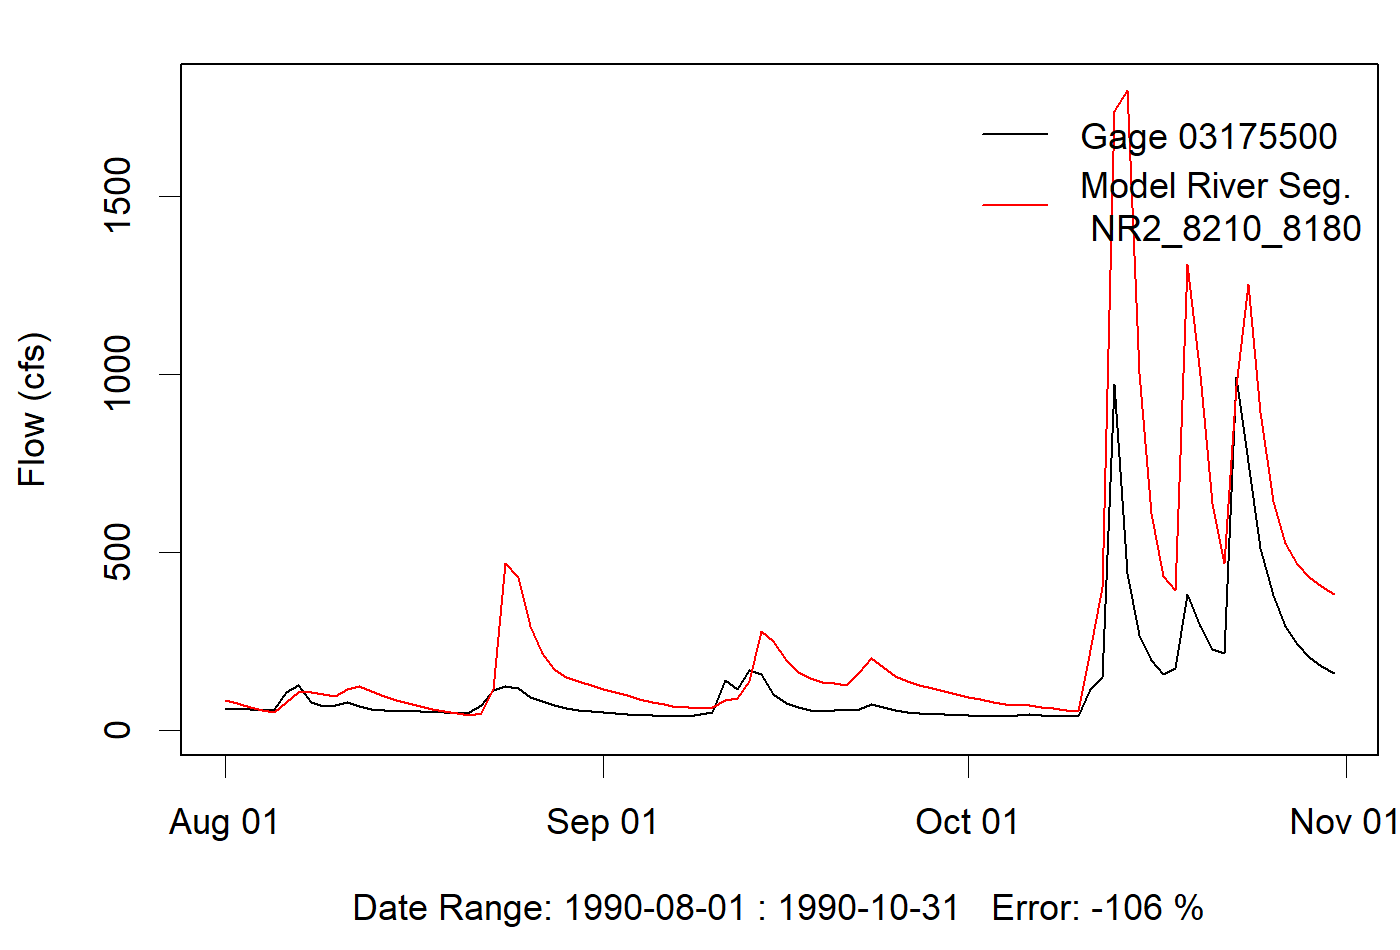 Gage 03175500
Model River Seg.
NR2_8210_8180
Flow (cfs)
1500
1000
500
0
Aug 01
Sep 01
Oct 01
Nov 01
Date Range: 1990-08-01 : 1990-10-31   Error: -106 %